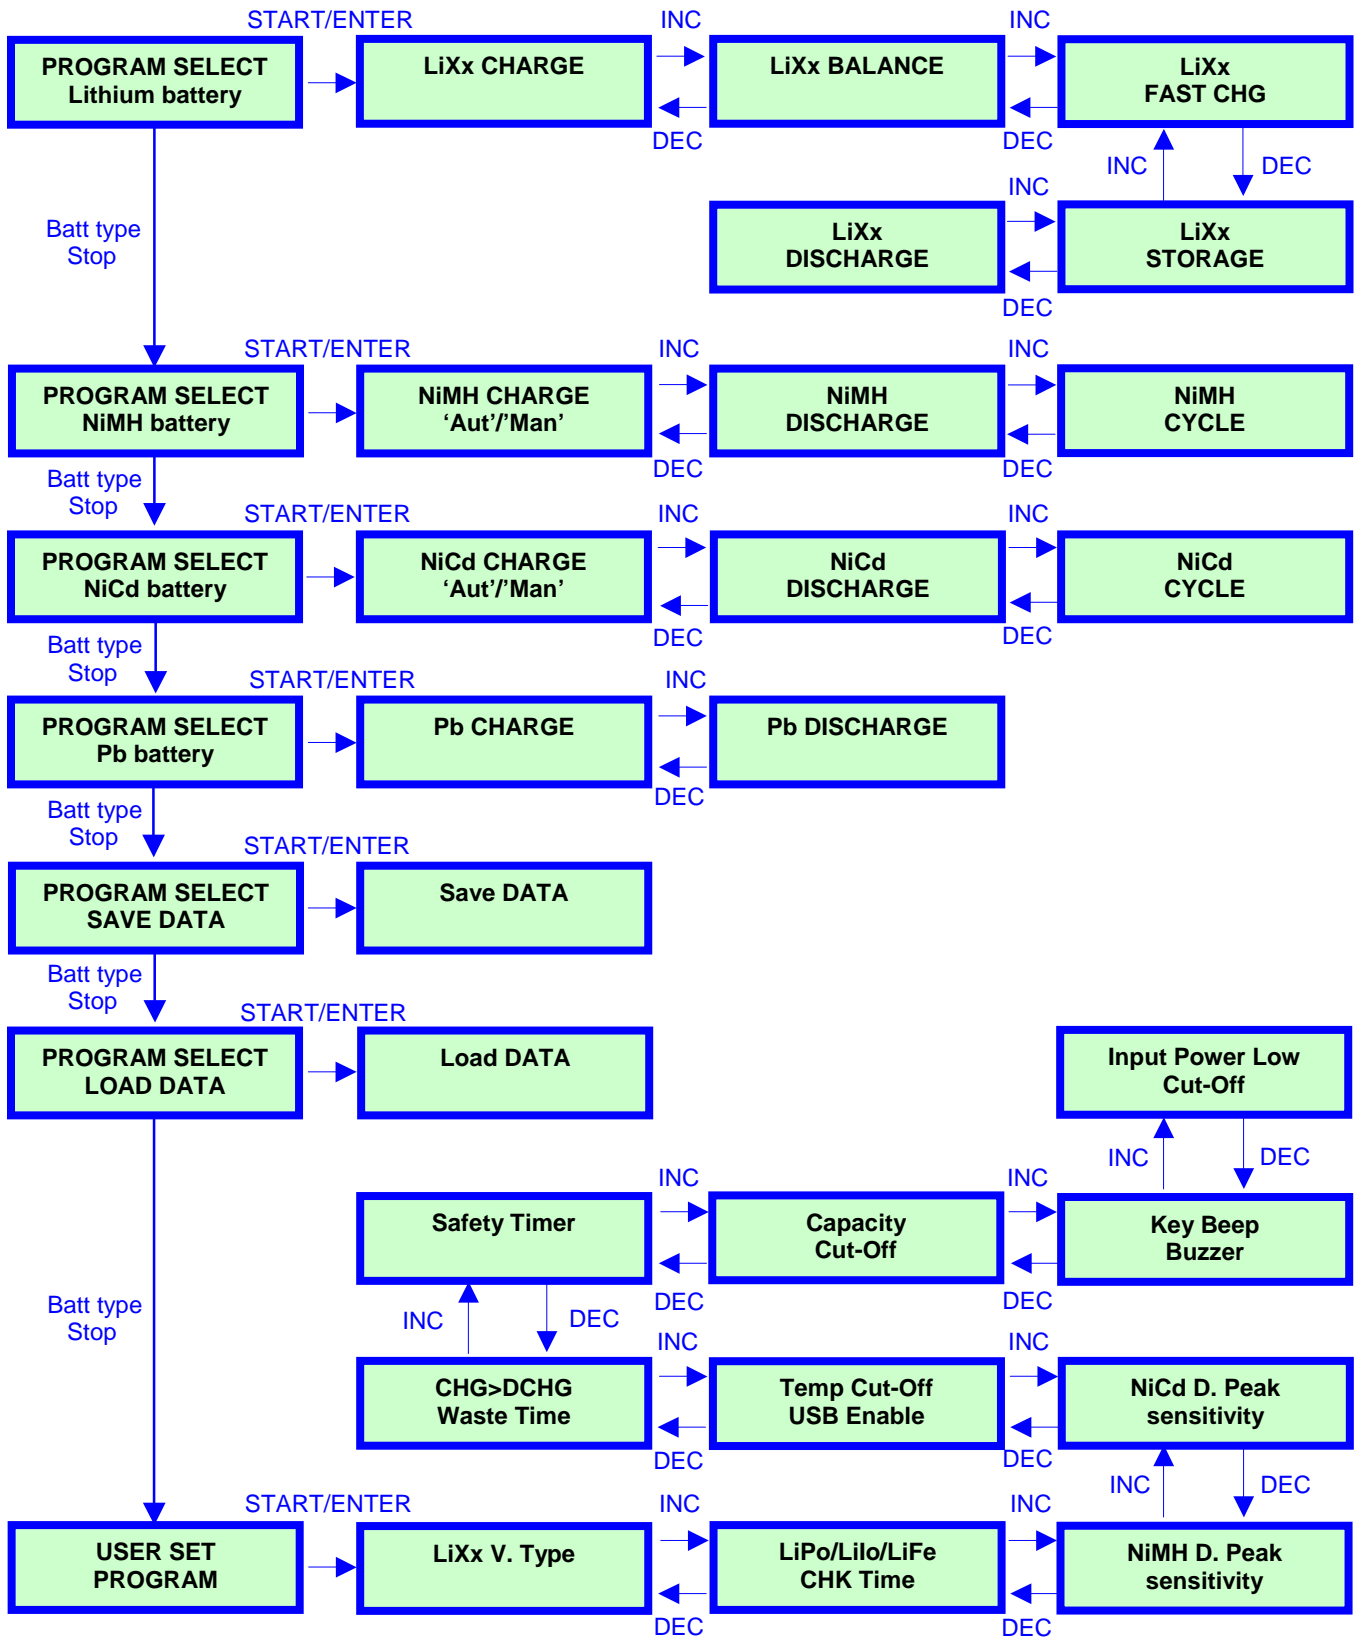 START/ENTER
INC
INC
PROGRAM SELECT
Lithium battery
LiXx CHARGE
LiXx BALANCE
LiXx
FAST CHG
DEC
DEC
INC
DEC
Batt type
Stop
INC
LiXx
DISCHARGE
LiXx
STORAGE
DEC
START/ENTER
INC
INC
PROGRAM SELECT
NiMH battery
NiMH CHARGE
‘Aut’/’Man’
NiMH
DISCHARGE
NiMH
CYCLE
DEC
DEC
Batt type
Stop
START/ENTER
INC
INC
PROGRAM SELECT
NiCd battery
NiCd CHARGE
‘Aut’/’Man’
NiCd
DISCHARGE
NiCd
CYCLE
DEC
DEC
Batt type
Stop
START/ENTER
INC
PROGRAM SELECT
Pb battery
Pb CHARGE
Pb DISCHARGE
DEC
Batt type
Stop
START/ENTER
PROGRAM SELECT
SAVE DATA
Save DATA
Batt type
Stop
START/ENTER
PROGRAM SELECT
LOAD DATA
Load DATA
Input Power Low
Cut-Off
INC
DEC
INC
INC
Safety Timer
Capacity
Cut-Off
Key Beep
Buzzer
DEC
DEC
Batt type
Stop
INC
DEC
INC
INC
CHG>DCHG
Waste Time
Temp Cut-Off
USB Enable
NiCd D. Peak
sensitivity
DEC
DEC
INC
DEC
START/ENTER
INC
INC
USER SET
PROGRAM
LiXx V. Type
LiPo/LiIo/LiFe
CHK Time
NiMH D. Peak
sensitivity
DEC
DEC